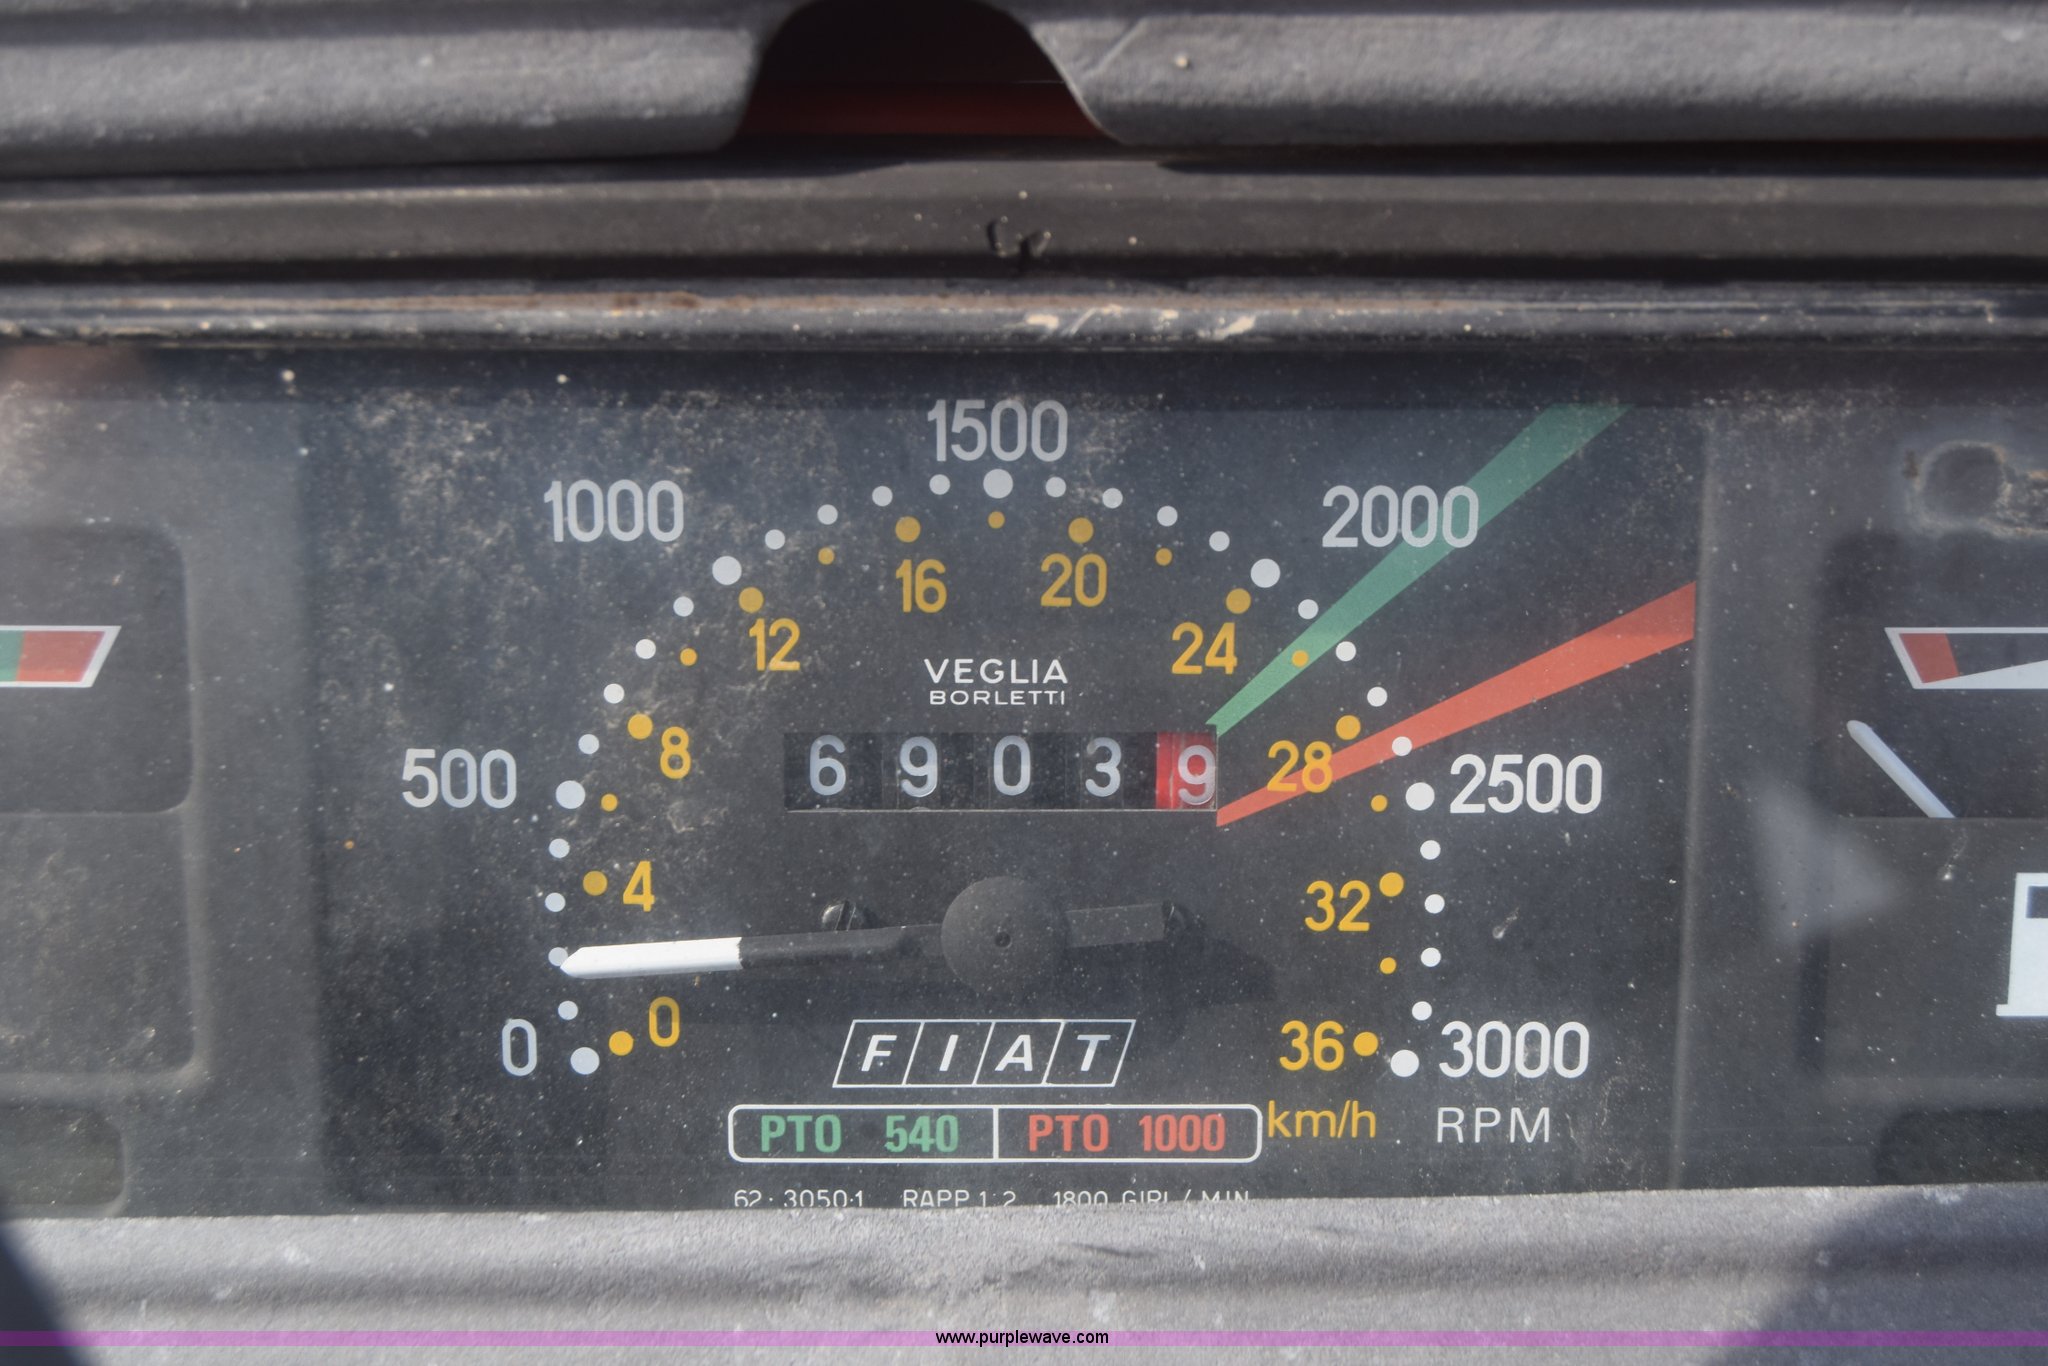 1500
1000
2000
16
20
12
24
VEGLIA
BORLETTI
8
6 9 0 3 9
28
500
2500
4
32
0
0
36
3000
FIAT
km/h
RPM
PTO 540
PTO 1000
62·3050·1 RAPP 1:2 1800 GIRI / MIN
www.purplewave.com